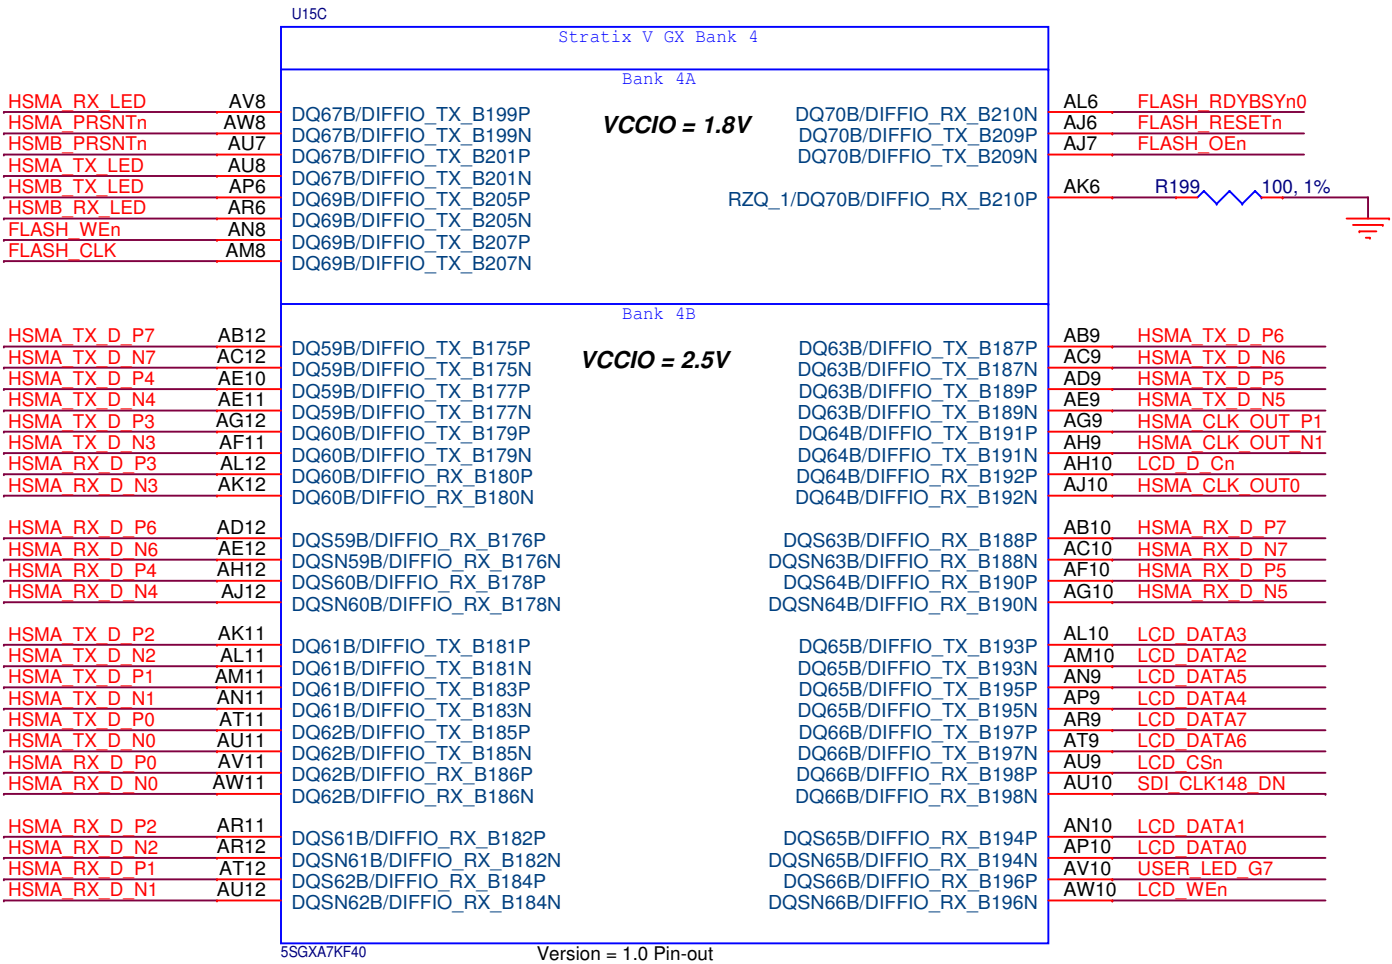 U15C
Stratix V GX Bank 4
Bank 4A
VCCIO = 1.8V
HSMA_RX_LED AV8 DQ67B/DIFFIO_TX_B199P
HSMA_PRSNTn AW8 DQ67B/DIFFIO_TX_B199N
HSMB_PRSNTn AU7 DQ67B/DIFFIO_TX_B201P
HSMA_TX_LED AU8 DQ67B/DIFFIO_TX_B201N
HSMB_TX_LED AP6 DQ69B/DIFFIO_TX_B205P
HSMB_RX_LED AR6 DQ69B/DIFFIO_TX_B205N
FLASH_WEn AN8 DQ69B/DIFFIO_TX_B207P
FLASH_CLK AM8 DQ69B/DIFFIO_TX_B207N
DQ70B/DIFFIO_RX_B210N AL6 FLASH_RDYBSYn0
DQ70B/DIFFIO_TX_B209P AJ6 FLASH_RESETn
DQ70B/DIFFIO_TX_B209N AJ7 FLASH_OEn
RZQ_1/DQ70B/DIFFIO_RX_B210P AK6 R199 100, 1%
Bank 4B
VCCIO = 2.5V
HSMA_TX_D_P7 AB12 DQ59B/DIFFIO_TX_B175P
HSMA_TX_D_N7 AC12 DQ59B/DIFFIO_TX_B175N
HSMA_TX_D_P4 AE10 DQ59B/DIFFIO_TX_B177P
HSMA_TX_D_N4 AE11 DQ59B/DIFFIO_TX_B177N
HSMA_TX_D_P3 AG12 DQ60B/DIFFIO_TX_B179P
HSMA_TX_D_N3 AF11 DQ60B/DIFFIO_TX_B179N
HSMA_RX_D_P3 AL12 DQ60B/DIFFIO_RX_B180P
HSMA_RX_D_N3 AK12 DQ60B/DIFFIO_RX_B180N
HSMA_RX_D_P6 AD12 DQS59B/DIFFIO_RX_B176P
HSMA_RX_D_N6 AE12 DQSN59B/DIFFIO_RX_B176N
HSMA_RX_D_P4 AH12 DQS60B/DIFFIO_RX_B178P
HSMA_RX_D_N4 AJ12 DQSN60B/DIFFIO_RX_B178N
HSMA_TX_D_P2 AK11 DQ61B/DIFFIO_TX_B181P
HSMA_TX_D_N2 AL11 DQ61B/DIFFIO_TX_B181N
HSMA_TX_D_P1 AM11 DQ61B/DIFFIO_TX_B183P
HSMA_TX_D_N1 AN11 DQ61B/DIFFIO_TX_B183N
HSMA_TX_D_P0 AT11 DQ62B/DIFFIO_TX_B185P
HSMA_TX_D_N0 AU11 DQ62B/DIFFIO_TX_B185N
HSMA_RX_D_P0 AV11 DQ62B/DIFFIO_RX_B186P
HSMA_RX_D_N0 AW11 DQ62B/DIFFIO_RX_B186N
HSMA_RX_D_P2 AR11 DQS61B/DIFFIO_RX_B182P
HSMA_RX_D_N2 AR12 DQSN61B/DIFFIO_RX_B182N
HSMA_RX_D_P1 AT12 DQS62B/DIFFIO_RX_B184P
HSMA_RX_D_N1 AU12 DQSN62B/DIFFIO_RX_B184N
DQ63B/DIFFIO_TX_B187P AB9 HSMA_TX_D_P6
DQ63B/DIFFIO_TX_B187N AC9 HSMA_TX_D_N6
DQ63B/DIFFIO_TX_B189P AD9 HSMA_TX_D_P5
DQ63B/DIFFIO_TX_B189N AE9 HSMA_TX_D_N5
DQ64B/DIFFIO_TX_B191P AG9 HSMA_CLK_OUT_P1
DQ64B/DIFFIO_TX_B191N AH9 HSMA_CLK_OUT_N1
DQ64B/DIFFIO_RX_B192P AH10 LCD_D_Cn
DQ64B/DIFFIO_RX_B192N AJ10 HSMA_CLK_OUT0
DQS63B/DIFFIO_RX_B188P AB10 HSMA_RX_D_P7
DQSN63B/DIFFIO_RX_B188N AC10 HSMA_RX_D_N7
DQS64B/DIFFIO_RX_B190P AF10 HSMA_RX_D_P5
DQSN64B/DIFFIO_RX_B190N AG10 HSMA_RX_D_N5
DQ65B/DIFFIO_TX_B193P AL10 LCD_DATA3
DQ65B/DIFFIO_TX_B193N AM10 LCD_DATA2
DQ65B/DIFFIO_TX_B195P AN9 LCD_DATA5
DQ65B/DIFFIO_TX_B195N AP9 LCD_DATA4
DQ66B/DIFFIO_TX_B197P AR9 LCD_DATA7
DQ66B/DIFFIO_TX_B197N AT9 LCD_DATA6
DQ66B/DIFFIO_RX_B198P AU9 LCD_CSn
DQ66B/DIFFIO_RX_B198N AU10 SDI_CLK148_DN
DQS65B/DIFFIO_RX_B194P AN10 LCD_DATA1
DQSN65B/DIFFIO_RX_B194N AP10 LCD_DATA0
DQS66B/DIFFIO_RX_B196P AV10 USER_LED_G7
DQSN66B/DIFFIO_RX_B196N AW10 LCD_WEn
5SGXA7KF40
Version = 1.0 Pin-out